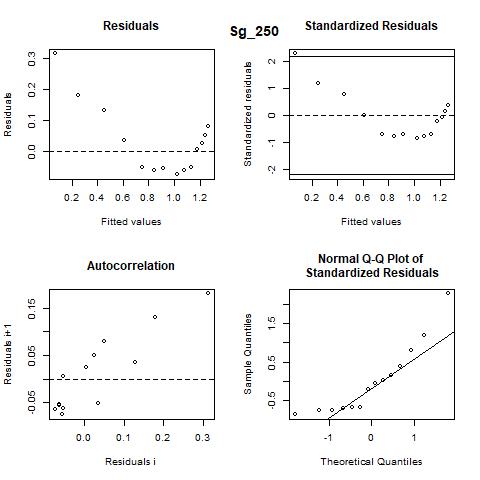 Sg_250
Residuals
Residuals
0.0
0.1
0.2
0.3
0.2
0.4
0.6
0.8
1.0
1.2
Fitted values
Standardized Residuals
Standardized residuals
-2
-1
0
1
2
0.2
0.4
0.6
0.8
1.0
1.2
Fitted values
Autocorrelation
Residuals i+1
-0.05
0.05
0.15
0.0
0.1
0.2
0.3
Residuals i
Normal Q-Q Plot of
Standardized Residuals
Sample Quantiles
-0.5
0.5
1.5
-1
0
1
Theoretical Quantiles